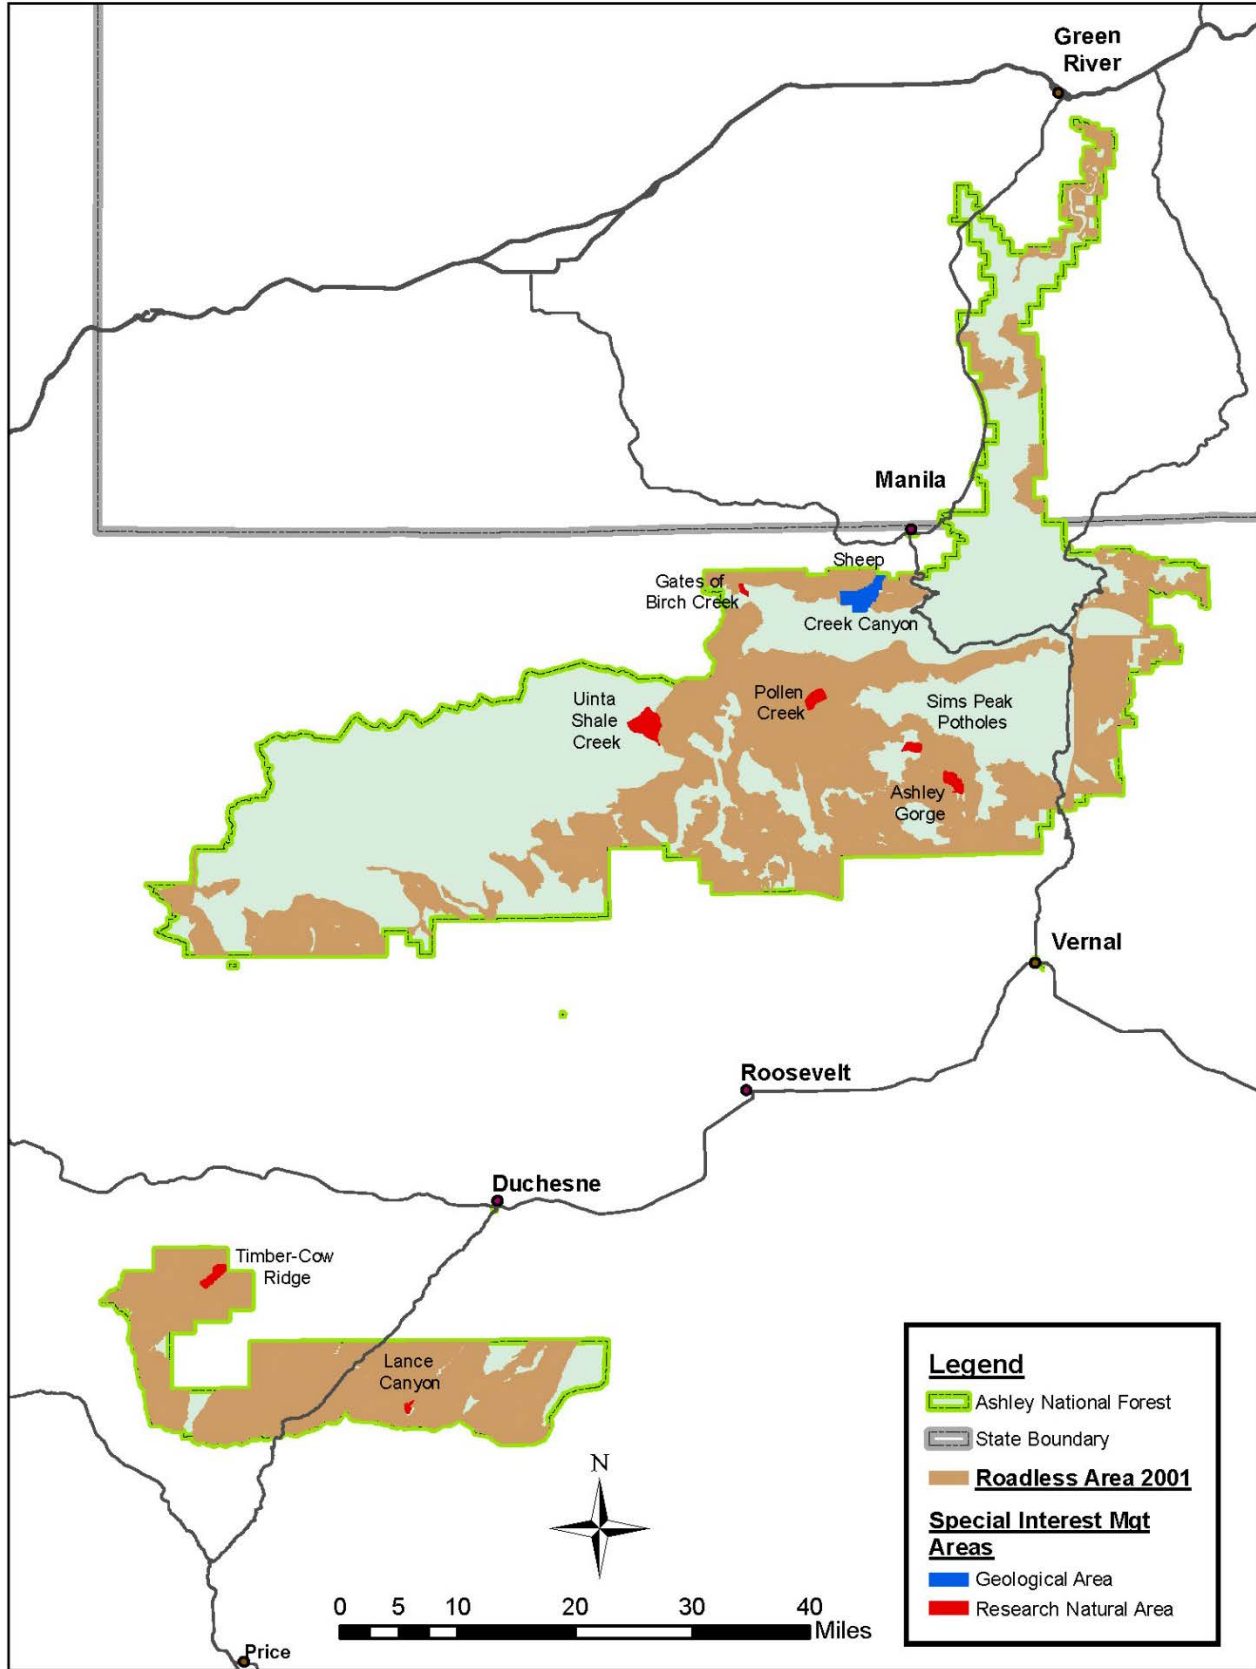 Green
River
Manila
Sheep
Gates of
Birch Creek
Creek Canyon
Uinta
Shale
Creek
Pollen
Creek
Sims Peak
Potholes
Ashley
Gorge
Vernal
Roosevelt
Duchesne
Timber-Cow
Ridge
Lance
Canyon
Price
N
0 5 10 20 30 40
Miles
Legend
Ashley National Forest
State Boundary
Roadless Area 2001
Special Interest Mgt
Areas
Geological Area
Research Natural Area